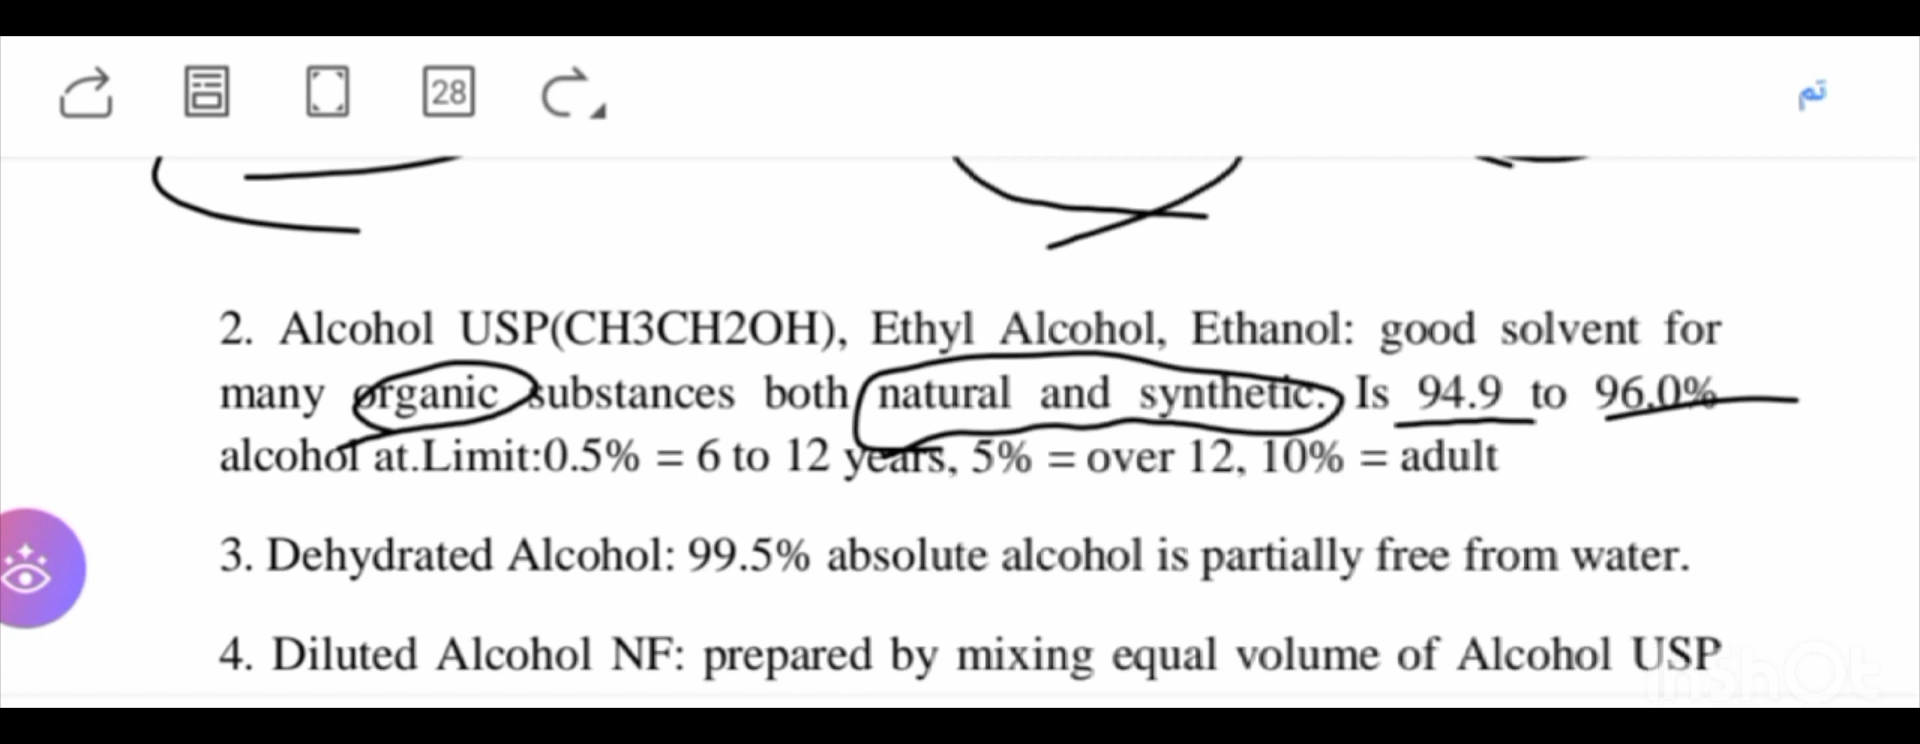 28
تم
2. Alcohol USP(CH3CH2OH), Ethyl Alcohol, Ethanol: good solvent for
many organic substances both natural and synthetic. Is 94.9 to 96.0%
alcohol at.Limit:0.5% = 6 to 12 years, 5% = over 12, 10% = adult
3. Dehydrated Alcohol: 99.5% absolute alcohol is partially free from water.
4. Diluted Alcohol NF: prepared by mixing equal volume of Alcohol USP
InShOt